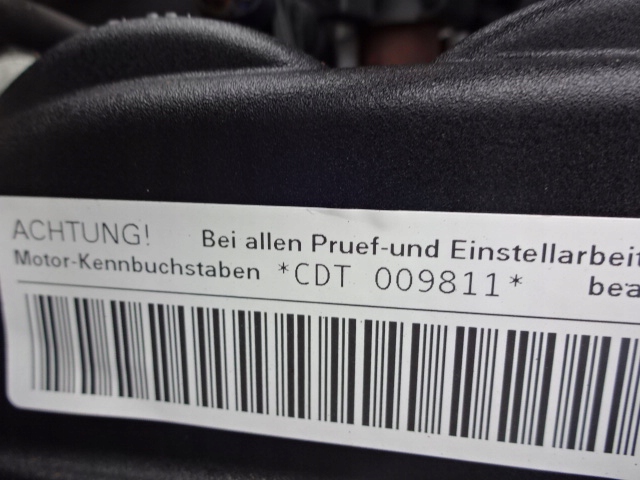 ACHTUNG! Bei allen Pruef-und Einstellarbeit
Motor-Kennbuchstaben *CDT 009811* bea